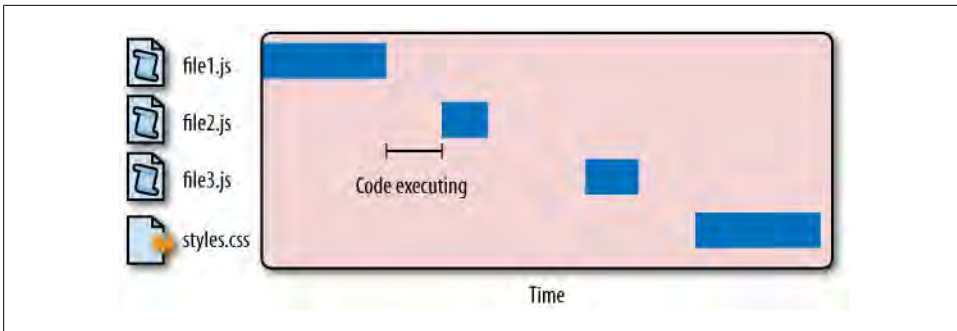 file1.js
file2.js
file3.js
Code executing
styles.css
Time